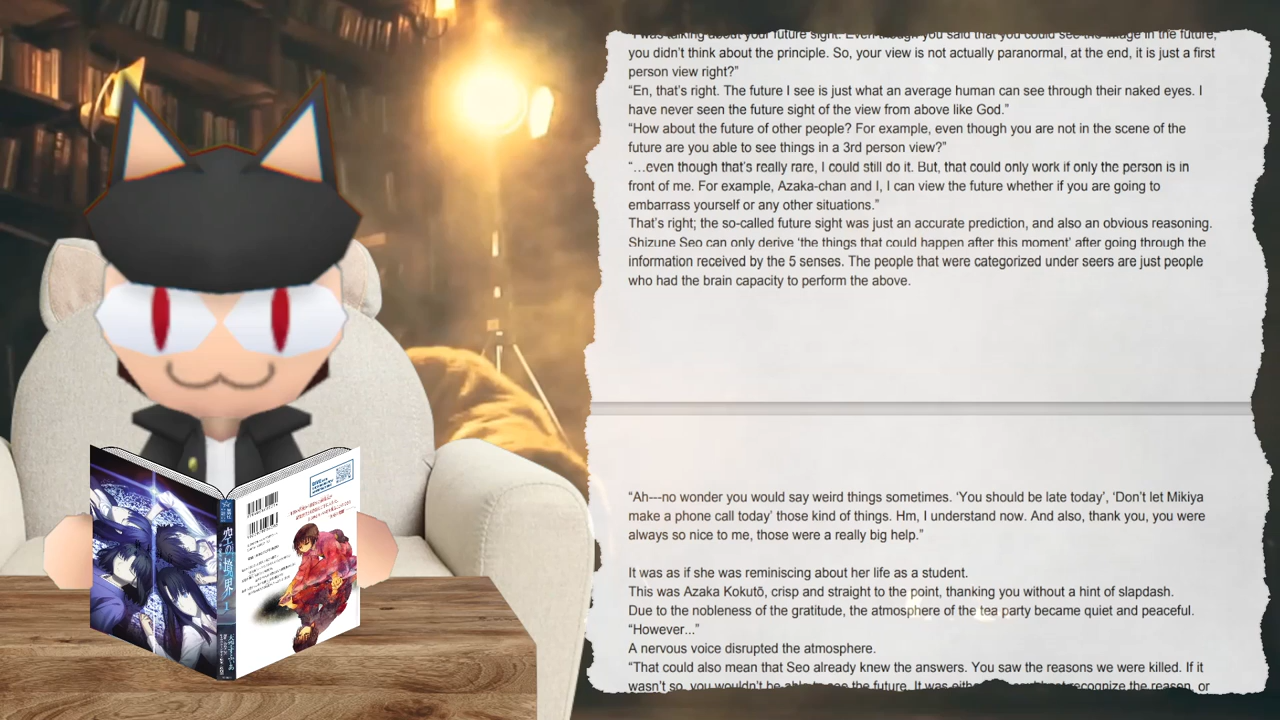 "I was talking about your future sight. Even though you said that you could see the image in the future,
you didn't think about the principle. So, your view is not actually paranormal, at the end, it is just a first
person view right?"
"En, that's right. The future I see is just what an average human can see through their naked eyes. I
have never seen the future sight of the view from above like God."
"How about the future of other people? For example, even though you are not in the scene of the
future are you able to see things in a 3rd person view?"
"…even though that's really rare, I could still do it. But, that could only work if only the person is in
front of me. For example, Azaka-chan and I, I can view the future whether if you are going to
embarrass yourself or any other situations."
That's right; the so-called future sight was just an accurate prediction, and also an obvious reasoning.
Shizune Seo can only derive 'the things that could happen after this moment' after going through the
information received by the 5 senses. The people that were categorized under seers are just people
who had the brain capacity to perform the above.
"Ah---no wonder you would say weird things sometimes. 'You should be late today', 'Don't let Mikiya
make a phone call today' those kind of things. Hm, I understand now. And also, thank you, you were
always so nice to me, those were a really big help."
It was as if she was reminiscing about her life as a student.
This was Azaka Kokutō, crisp and straight to the point, thanking you without a hint of slapdash.
Due to the nobleness of the gratitude, the atmosphere of the tea party became quiet and peaceful.
"However..."
A nervous voice disrupted the atmosphere.
"That could also mean that Seo already knew the answers. You saw the reasons we were killed. If it
wasn't so, you wouldn't be able to see the future. It was recognize the reason, or
空の境界
1